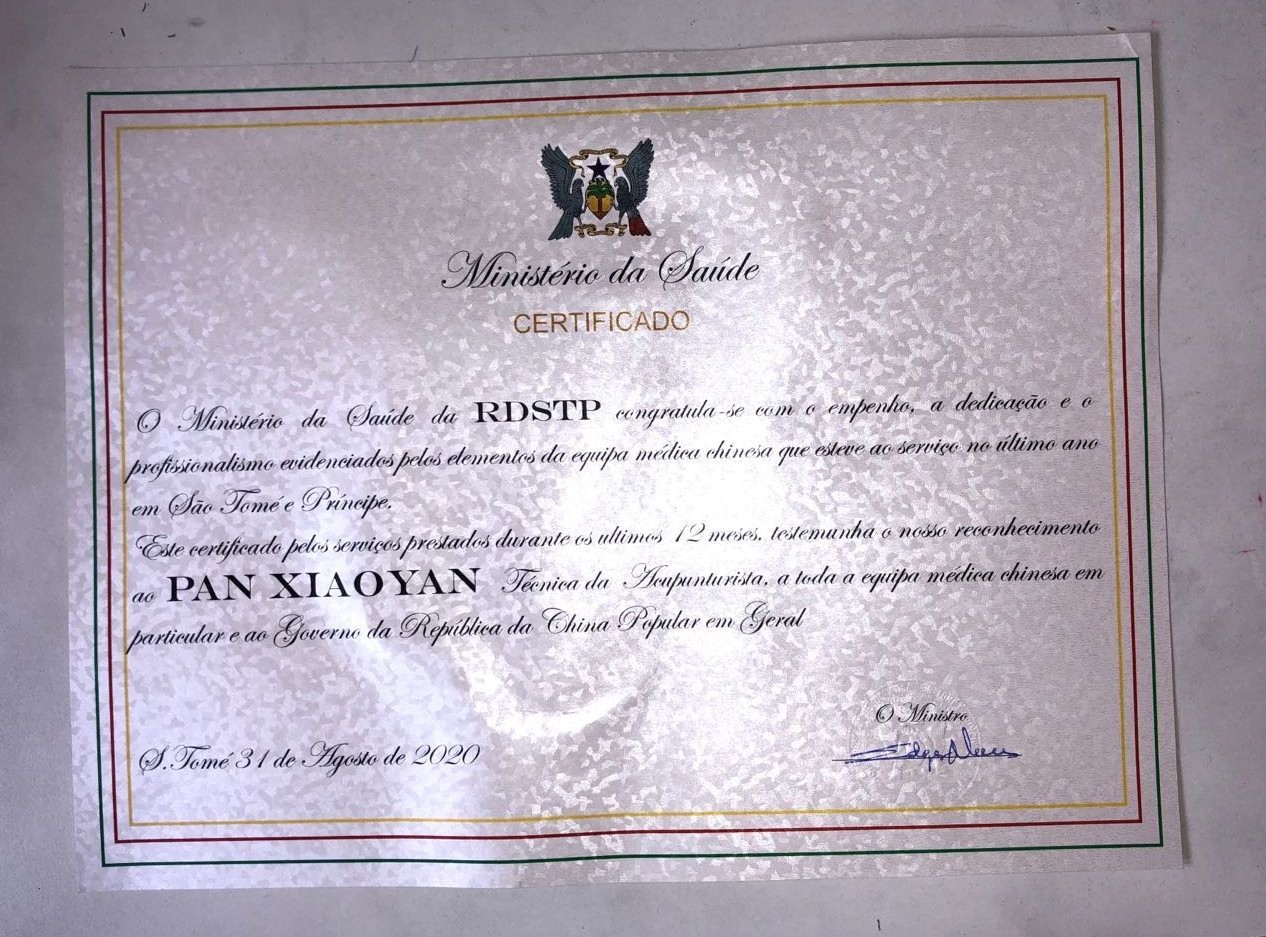 Ministério da Saúde
CERTIFICADO
O Ministério da Saúde da RDSTP congratula-se com o empenho, a dedicação e o
profissionalismo evidenciados pelos elementos da equipa médica chinesa que esteve ao serviço no último ano
em São Tomé e Príncipe.
Este certificado pelos serviços prestados durante os ultimos 12 meses, testemunha o nosso reconhecimento
ao PAN XIAOYAN Técnica da Acupunturista, a toda a equipa médica chinesa em
particular e ao Governo da República da China Popular em Geral
O Ministro
S.Tomé 31 de Agosto de 2020